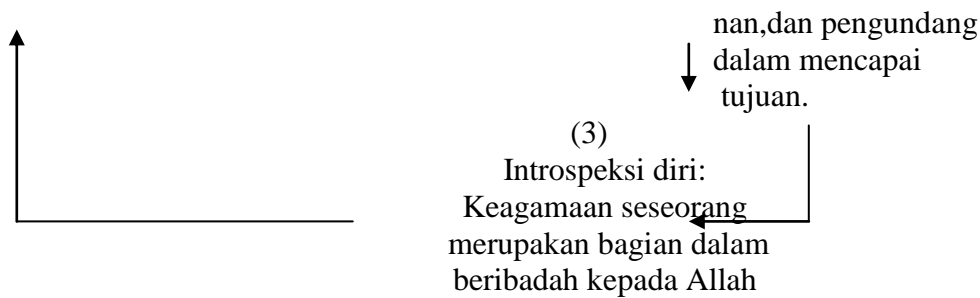 nan,dan pengundang
dalam mencapai
tujuan.
(3)
Introspeksi diri:
Keagamaan seseorang
merupakan bagian dalam
beribadah kepada Allah